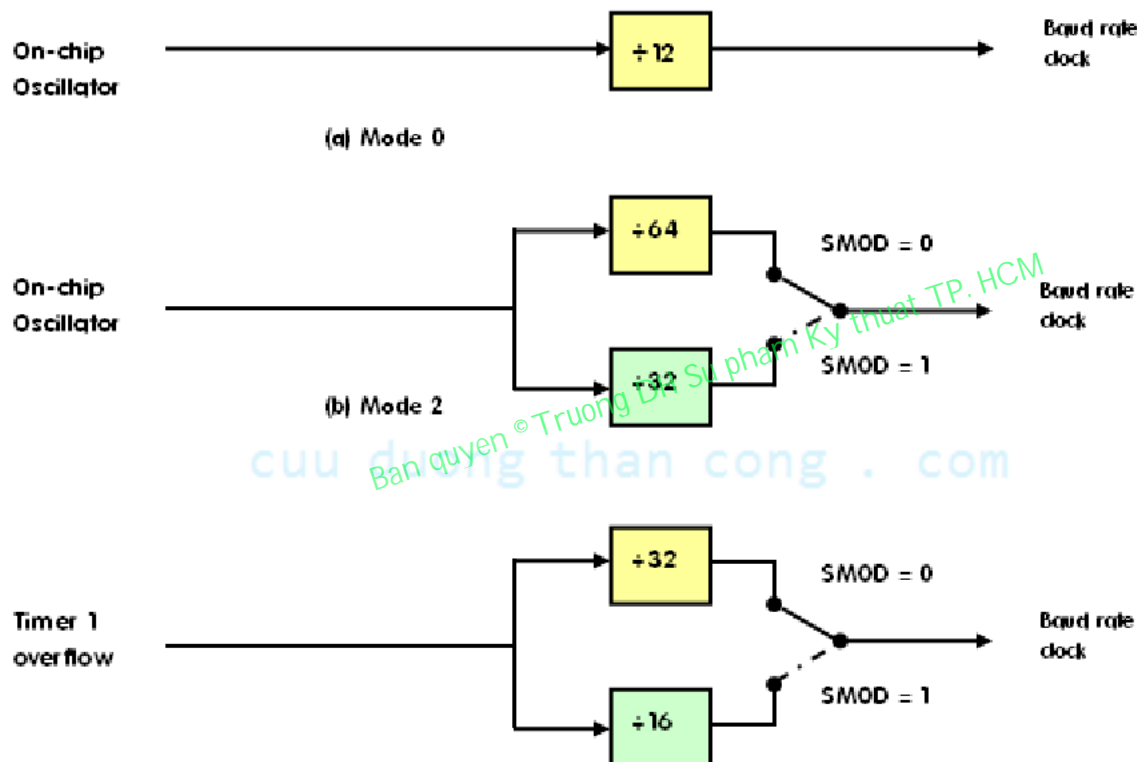 On-chip
Oscillator
÷12
Baud rate
clock
(a) Mode 0
÷64
SMOD = 0
On-chip
Oscillator
Baud rate
clock
÷32
SMOD = 1
(b) Mode 2
Ban quyen © Truong DH Su pham Ky thuat TP. HCM
cuu duong than cong . com
÷32
SMOD = 0
Timer 1
overflow
Baud rate
clock
÷16
SMOD = 1